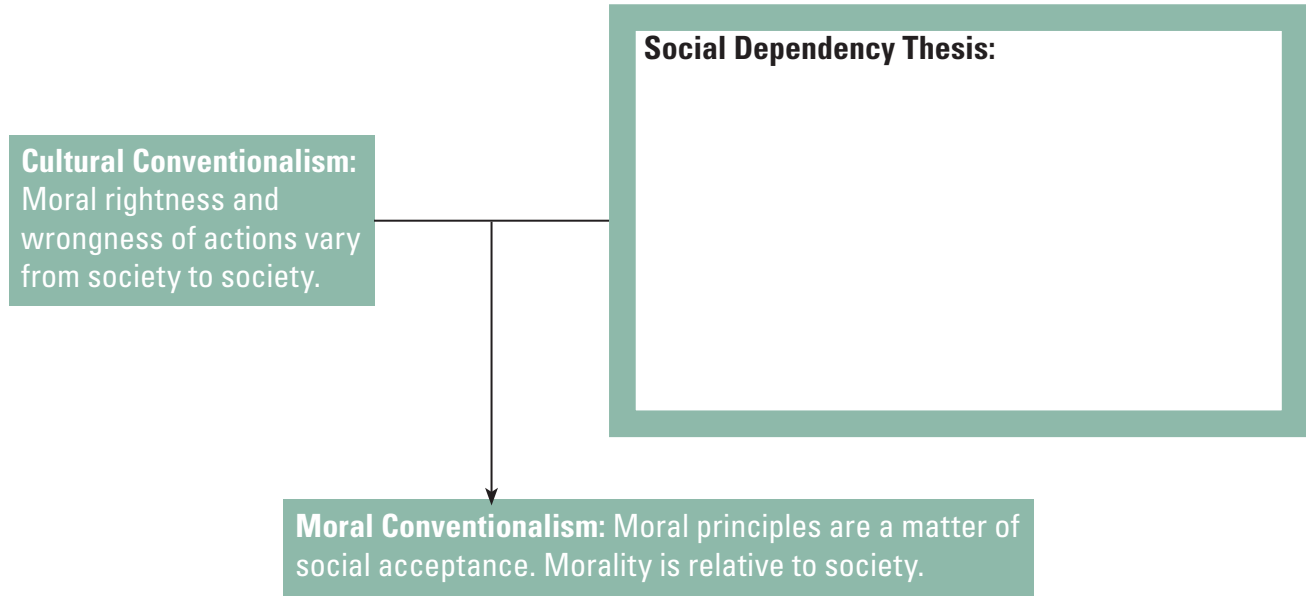 Social Dependency Thesis:
Cultural Conventionalism:
Moral rightness and
wrongness of actions vary
from society to society.
Moral Conventionalism: Moral principles are a matter of
social acceptance. Morality is relative to society.